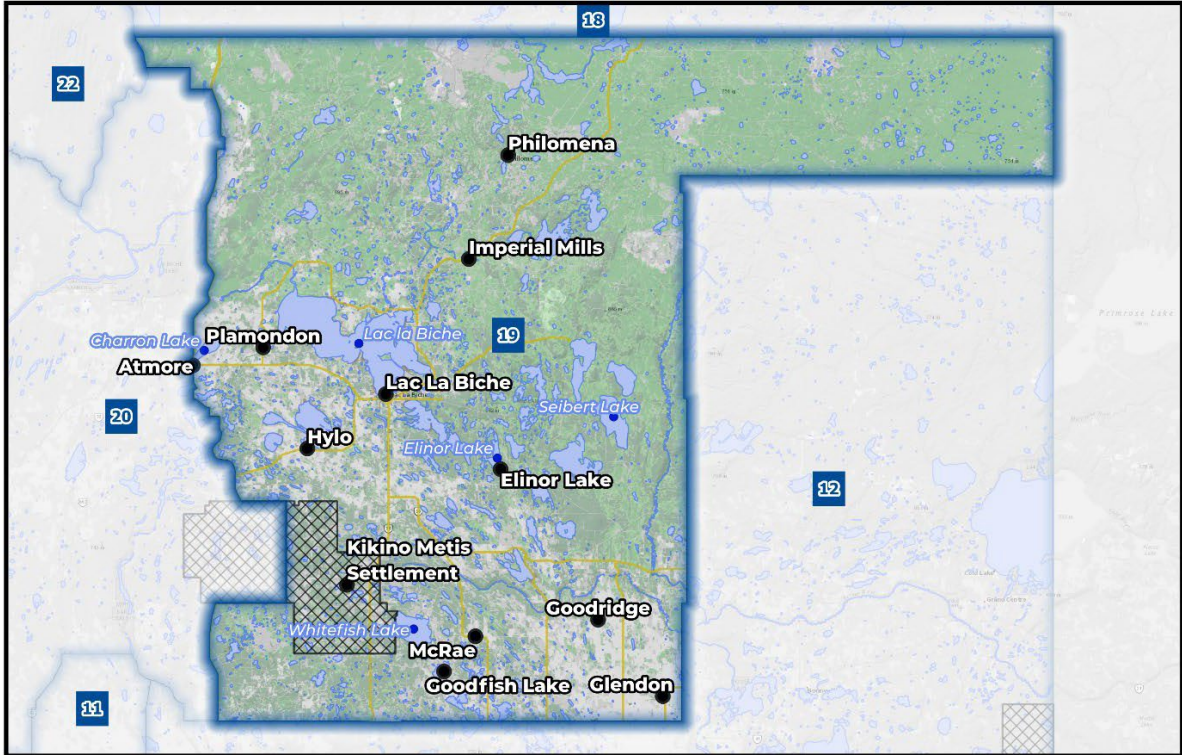 18
22
Philomena
Imperial Mills
19
Charron Lake
Plamondon
Lac la Biche
Atmore
Lac La Biche
Primrose Lake
Seibert Lake
20
Hylo
Elinor Lake
Elinor Lake
12
Kikino Metis
Settlement
Cold Lake
Goodridge
Whitefish Lake
McRae
Goodfish Lake
Glendon
11